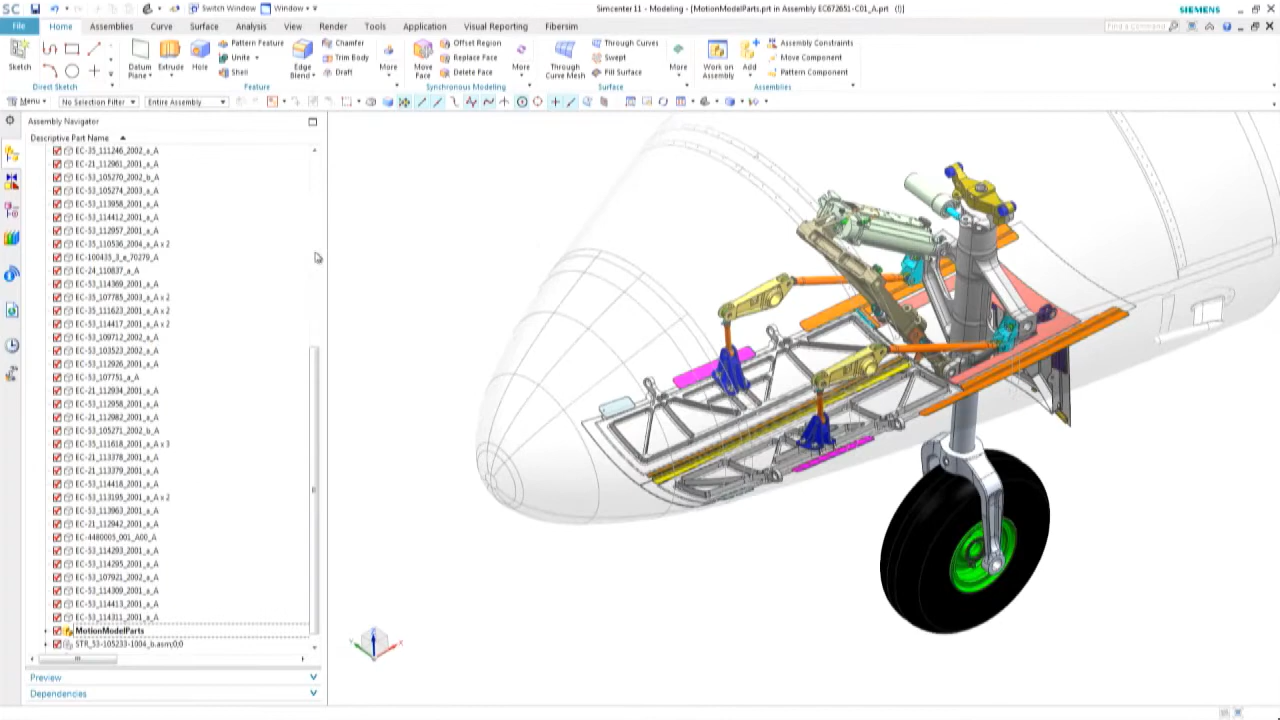 SC Switch Window Window Simcenter 11 - Modeling - [MotionModelParts.prt in Assembly EC672651-C01_A.prt (!)] SIEMENS
File Home Assemblies Curve Surface Analysis View Render Tools Application Visual Reporting Fibersim Find a Command
Sketch Datum Plane Extrude Hole Pattern Feature Unite Shell Edge Blend Chamfer Trim Body Draft More Move Face Offset Region Replace Face Delete Face More Through Curve Mesh Through Curves Swept Fill Surface More Work on Assembly Add Assembly Constraints Move Component Pattern Component
Direct Sketch Feature Synchronous Modeling Surface Assemblies
Menu No Selection Filter Entire Assembly
Assembly Navigator
Descriptive Part Name
EC-35_111246_2002_a_A
EC-21_112961_2001_a_A
EC-53_105270_2002_b_A
EC-53_105274_2003_a_A
EC-53_113958_2001_a_A
EC-53_114412_2001_a_A
EC-53_112957_2001_a_A
EC-35_110536_2004_a_A x 2
EC-100435_3_e_70279_A
EC-24_110837_a_A
EC-53_114369_2001_a_A
EC-35_107785_2003_a_A x 2
EC-35_111623_2001_a_A x 2
EC-53_114417_2001_a_A x 2
EC-53_109712_2002_a_A
EC-53_103523_2002_a_A
EC-53_112926_2001_a_A
EC-53_107751_a_A
EC-21_112934_2001_a_A
EC-53_112958_2001_a_A
EC-21_112982_2001_a_A
EC-53_105271_2002_b_A
EC-35_111618_2001_a_A x 3
EC-21_113378_2001_a_A
EC-21_113379_2001_a_A
EC-53_114418_2001_a_A
EC-53_113195_2001_a_A x 2
EC-53_113963_2001_a_A
EC-21_112942_2001_a_A
EC-4480005_001_A00_A
EC-53_114293_2001_a_A
EC-53_114295_2001_a_A
EC-53_107921_2002_a_A
EC-53_114309_2001_a_A
EC-53_114413_2001_a_A
EC-53_114311_2001_a_A
MotionModelParts
STR_53-105233-1004_b.asm;0;0
Preview
Dependencies